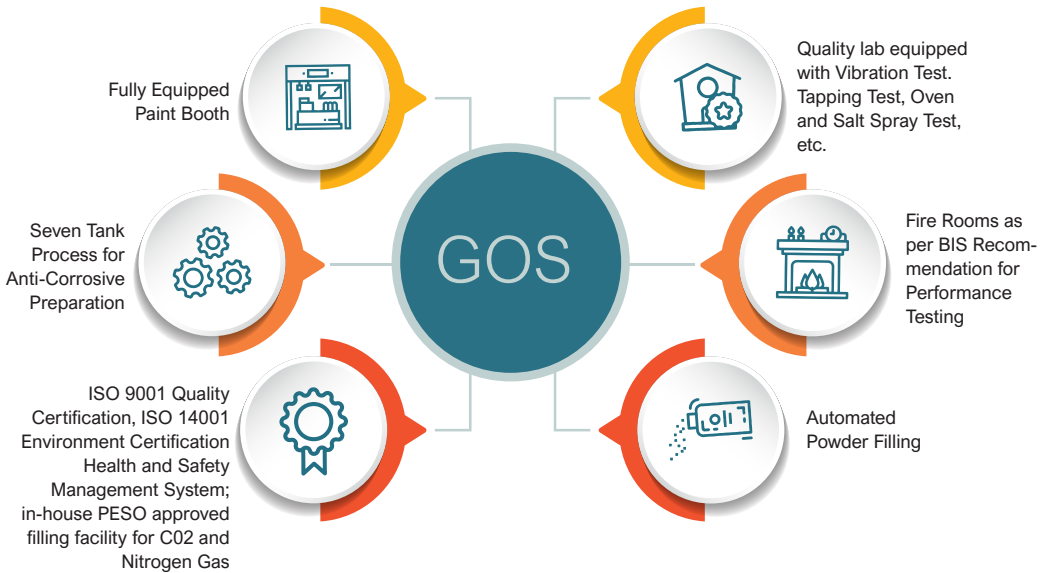 Fully Equipped
Paint Booth
Quality lab equipped
with Vibration Test.
Tapping Test, Oven
and Salt Spray Test,
etc.
Seven Tank
Process for
Anti-Corrosive
Preparation
GOS
Fire Rooms as
per BIS Recom-
mendation for
Performance
Testing
ISO 9001 Quality
Certification, ISO 14001
Environment Certification
Health and Safety
Management System;
in-house PESO approved
filling facility for C02 and
Nitrogen Gas
Automated
Powder Filling